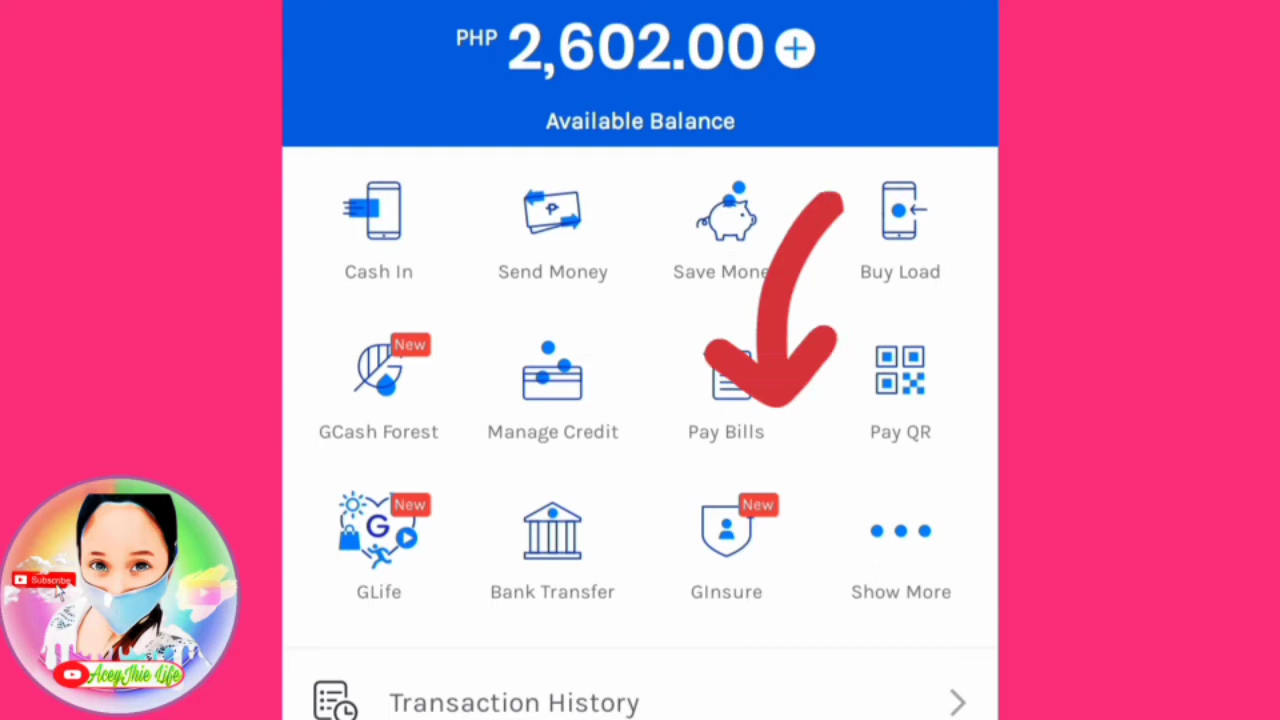 PHP 2,602.00
Available Balance
Cash In
Send Money
Save Mone
Buy Load
New
GCash Forest
Manage Credit
Pay Bills
Pay QR
New
G
GLife
Bank Transfer
New
GInsure
Show More
Transaction History
Subscribe
AceyJhie Life